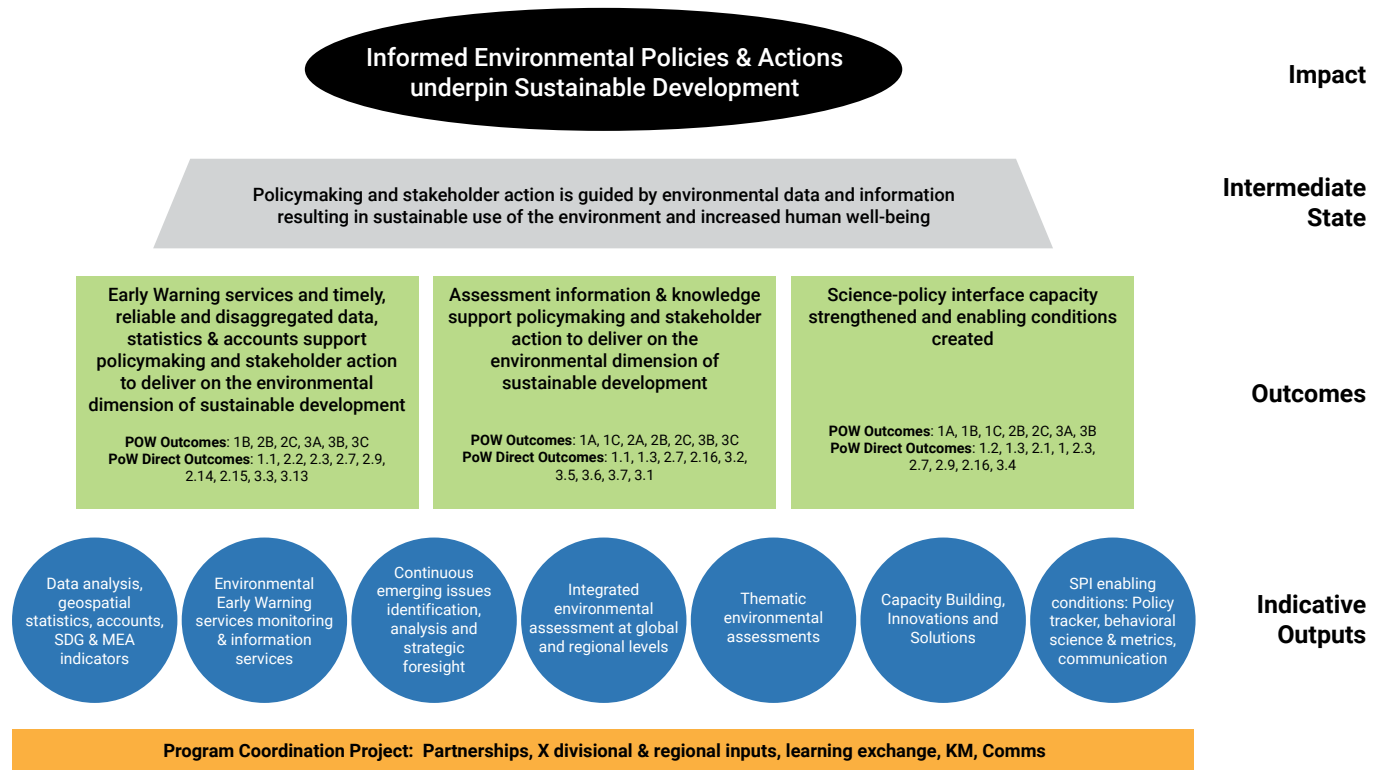 Informed Environmental Policies & Actions
underpin Sustainable Development
Impact
Policymaking and stakeholder action is guided by environmental data and information
resulting in sustainable use of the environment and increased human well-being
Intermediate
State
Early Warning services and timely,
reliable and disaggregated data,
statistics & accounts support
policymaking and stakeholder action
to deliver on the environmental
dimension of sustainable development
POW Outcomes: 1B, 2B, 2C, 3A, 3B, 3C
PoW Direct Outcomes: 1.1, 2.2, 2.3, 2.7, 2.9,
2.14, 2.15, 3.3, 3.13
Assessment information & knowledge
support policymaking and stakeholder
action to deliver on the
environmental dimension of
sustainable development
POW Outcomes: 1A, 1C, 2A, 2B, 2C, 3B, 3C
PoW Direct Outcomes: 1.1, 1.3, 2.7, 2.16, 3.2,
3.5, 3.6, 3.7, 3.1
Science-policy interface capacity
strengthened and enabling conditions
created
POW Outcomes: 1A, 1B, 1C, 2B, 2C, 3A, 3B
PoW Direct Outcomes: 1.2, 1.3, 2.1, 1, 2.3,
2.7, 2.9, 2.16, 3.4
Outcomes
Data analysis,
geospatial
statistics, accounts,
SDG & MEA
indicators
Environmental
Early Warning
services monitoring
& information
services
Continuous
emerging issues
identification,
analysis and
strategic
foresight
Integrated
environmental
assessment at global
and regional levels
Thematic
environmental
assessments
Capacity Building,
Innovations and
Solutions
SPI enabling
conditions: Policy
tracker, behavioral
science & metrics,
communication
Indicative
Outputs
Program Coordination Project: Partnerships, X divisional & regional inputs, learning exchange, KM, Comms